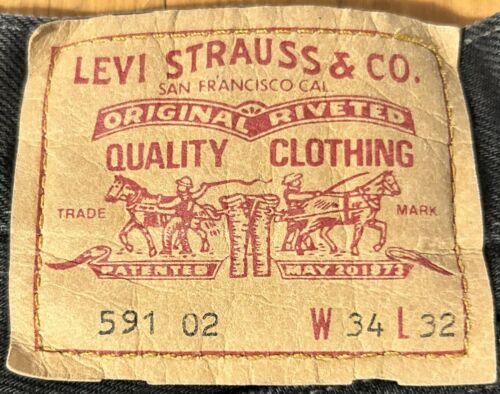 LEVI STRAUSS & CO.
SAN FRANCISCO CAL
ORIGINAL RIVETED
QUALITY CLOTHING
TRADE MARK
PATENTED MAY 20 1873
591 02 W 34 L 32